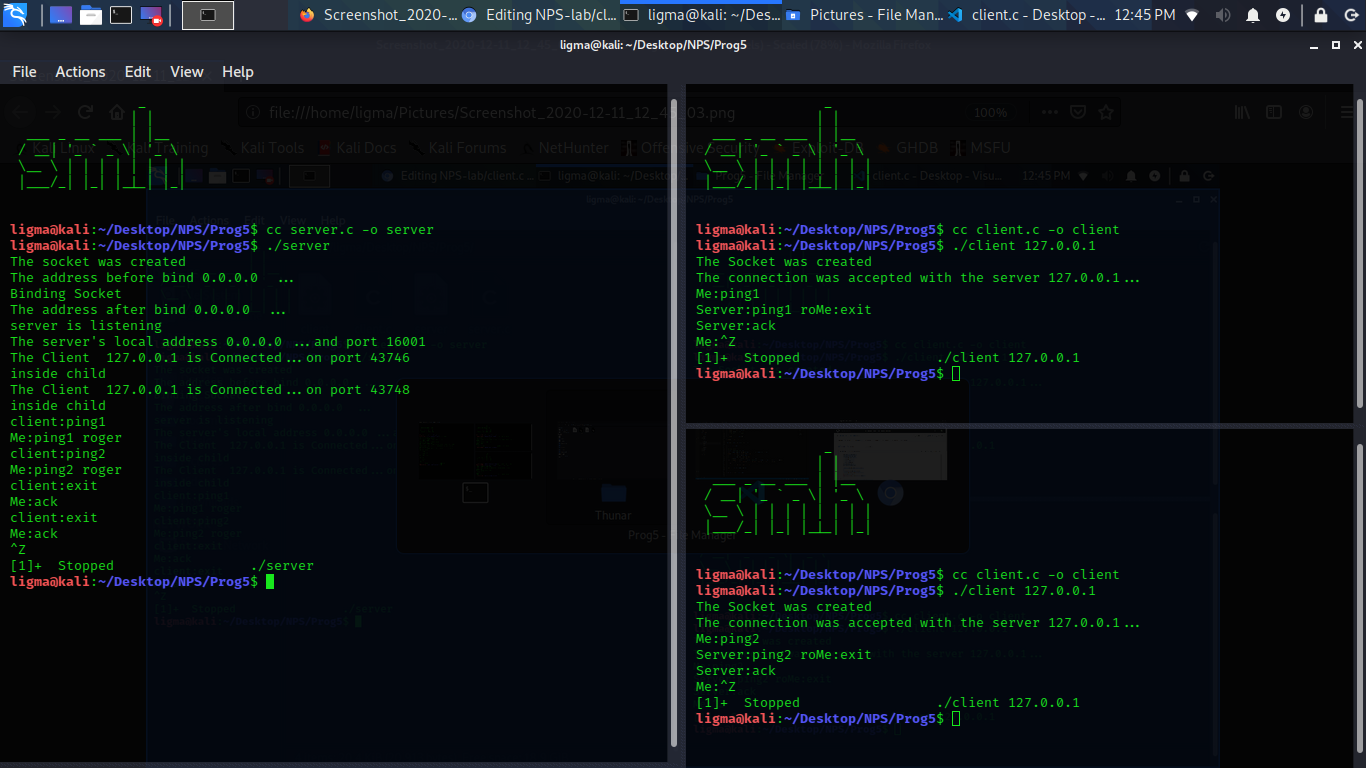 Screenshot_2020-...
Editing NPS-lab/cl...
ligma@kali: ~/Des...
Pictures - File Man...
client.c - Desktop -...
12:45 PM
ligma@kali: ~/Desktop/NPS/Prog5
File Actions Edit View Help
file:///home/ligma/Pictures/Screenshot_2020-12-11_12_45_03.png
100%
Kali Linux Kali Training Kali Tools Kali Docs Kali Forums NetHunter Offensive Security Exploit-DB GHDB MSFU
smh
ligma@kali:~/Desktop/NPS/Prog5$ cc server.c -o server
ligma@kali:~/Desktop/NPS/Prog5$ ./server
The socket was created
The address before bind 0.0.0.0 ...
Binding Socket
The address after bind 0.0.0.0 ...
server is listening
The server's local address 0.0.0.0 ...and port 16001
The Client 127.0.0.1 is Connected...on port 43746
inside child
The Client 127.0.0.1 is Connected...on port 43748
inside child
client:ping1
Me:ping1 roger
client:ping2
Me:ping2 roger
client:exit
Me:ack
client:exit
Me:ack
^Z
[1]+ Stopped ./server
ligma@kali:~/Desktop/NPS/Prog5$
smh
ligma@kali:~/Desktop/NPS/Prog5$ cc client.c -o client
ligma@kali:~/Desktop/NPS/Prog5$ ./client 127.0.0.1
The Socket was created
The connection was accepted with the server 127.0.0.1...
Me:ping1
Server:ping1 roMe:exit
Server:ack
Me:^Z
[1]+ Stopped ./client 127.0.0.1
ligma@kali:~/Desktop/NPS/Prog5$
smh
ligma@kali:~/Desktop/NPS/Prog5$ cc client.c -o client
ligma@kali:~/Desktop/NPS/Prog5$ ./client 127.0.0.1
The Socket was created
The connection was accepted with the server 127.0.0.1...
Me:ping2
Server:ping2 roMe:exit
Server:ack
Me:^Z
[1]+ Stopped ./client 127.0.0.1
ligma@kali:~/Desktop/NPS/Prog5$
Thunar
Prog5 - File Manager